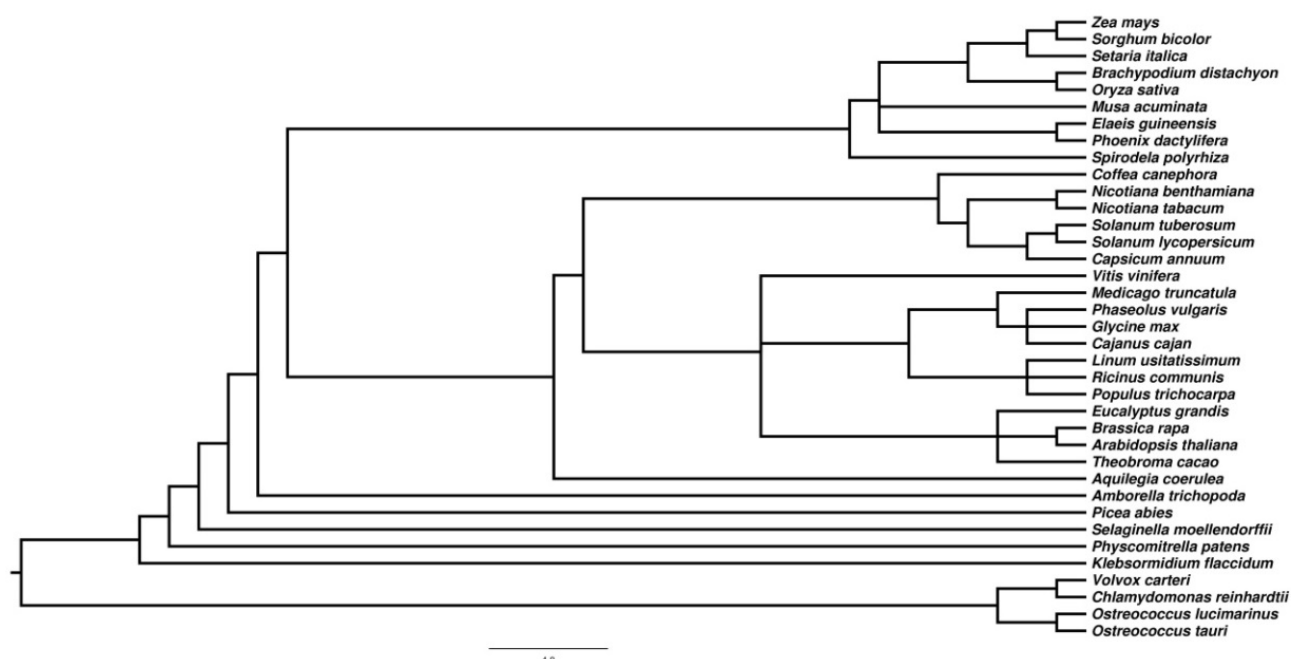 Zea mays
Sorghum bicolor
Setaria italica
Brachypodium distachyon
Oryza sativa
Musa acuminata
Elaeis guineensis
Phoenix dactylifera
Spirodela polyrhiza
Coffea canephora
Nicotiana benthamiana
Nicotiana tabacum
Solanum tuberosum
Solanum lycopersicum
Capsicum annuum
Vitis vinifera
Medicago truncatula
Phaseolus vulgaris
Glycine max
Cajanus cajan
Linum usitatissimum
Ricinus communis
Populus trichocarpa
Eucalyptus grandis
Brassica rapa
Arabidopsis thaliana
Theobroma cacao
Aquilegia coerulea
Amborella trichopoda
Picea abies
Selaginella moellendorffii
Physcomitrella patens
Klebsormidium flaccidum
Volvox carteri
Chlamydomonas reinhardtii
Ostreococcus lucimarinus
Ostreococcus tauri